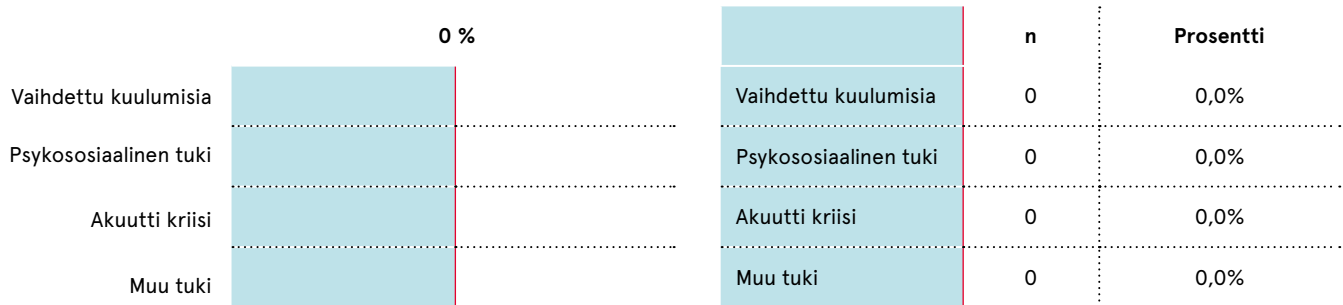 0 %
Vaihdettu kuulumisia
Psykososiaalinen tuki
Akuutti kriisi
Muu tuki
n Prosentti
Vaihdettu kuulumisia 0 0,0%
Psykososiaalinen tuki 0 0,0%
Akuutti kriisi 0 0,0%
Muu tuki 0 0,0%